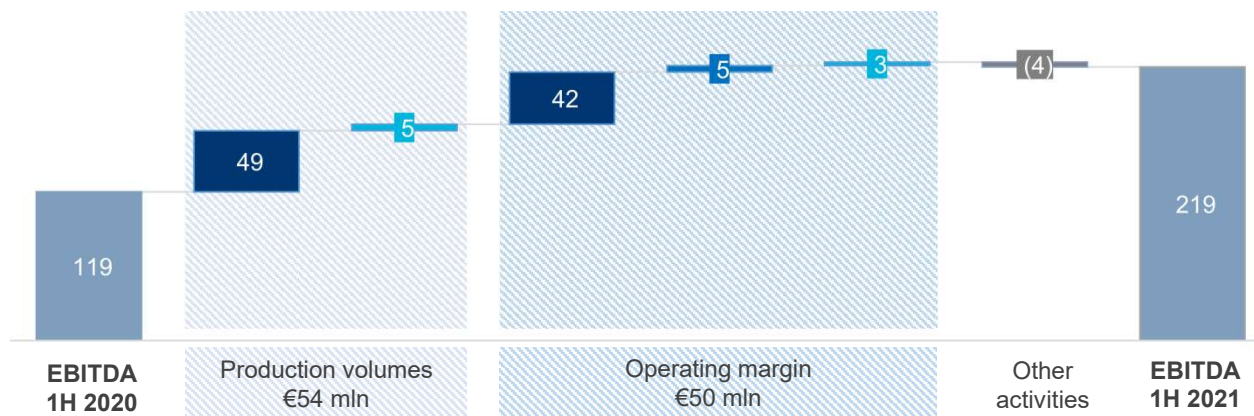 5
3
(4)
42
5
49
219
119
EBITDA
1H 2020
Production volumes
€54 mln
Operating margin
€50 mln
Other
activities
EBITDA
1H 2021